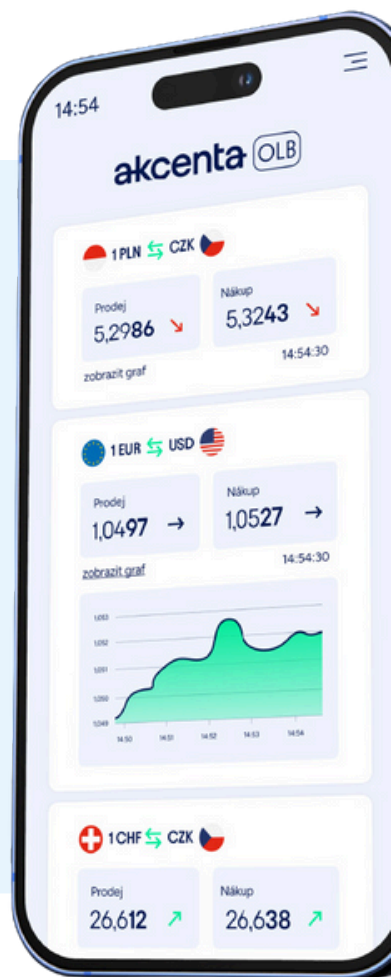 14:54
akcenta OLB
1 PLN CZK
Prodej Nákup
5,2986 5,3243
zobrazit graf 14:54:30
1 EUR USD
Prodej Nákup
1,0497 1,0527
zobrazit graf 14:54:30
1,053
1,052
1,051
1,050
1,049
14:50 14:51 14:52 14:53 14:54
1 CHF CZK
Prodej Nákup
26,612 26,638